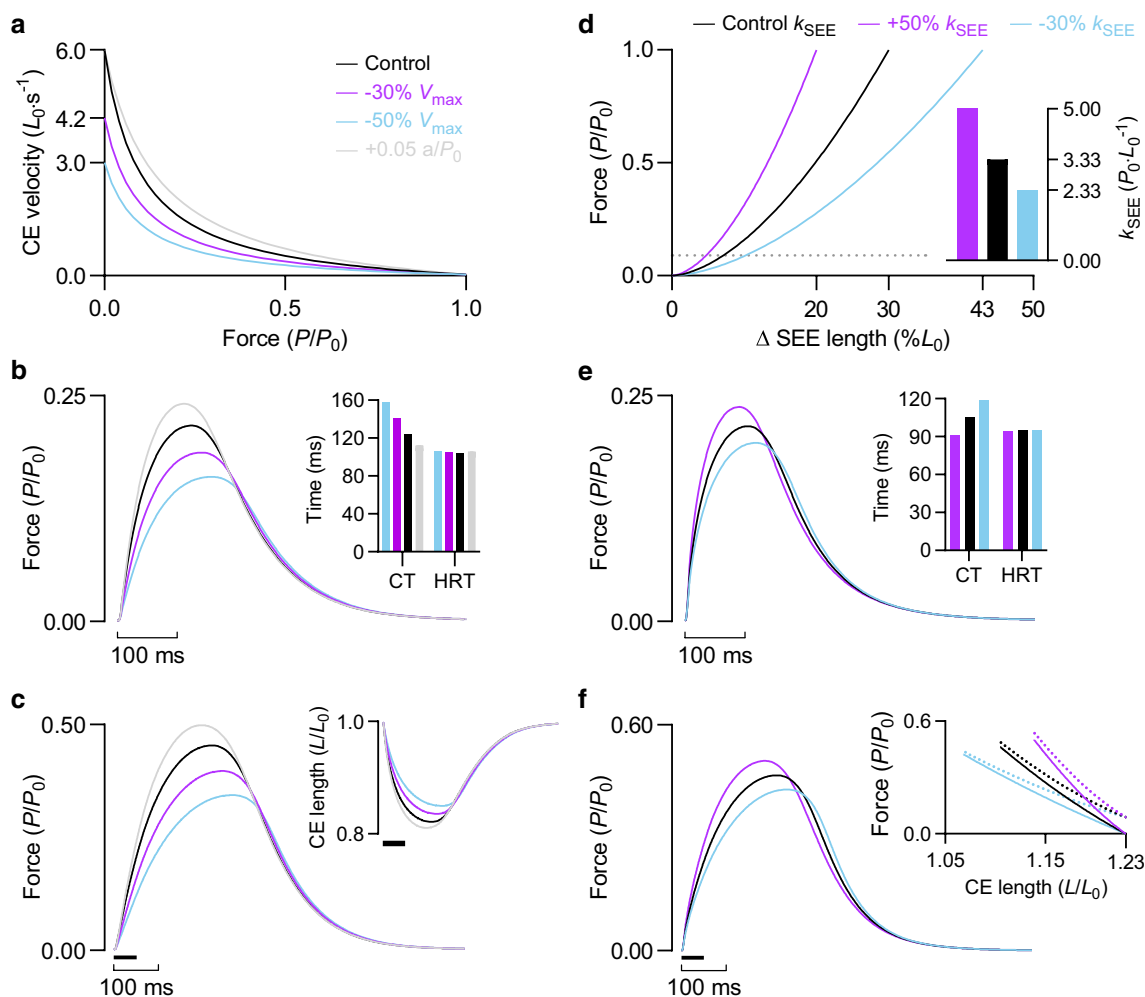 a
6.0
4.2
3.0
0.0
CE velocity (L0·s-1)
Control
-30% Vmax
-50% Vmax
+0.05 a/P0
0.0 0.5 1.0
Force (P/P0)
d
Control kSEE +50% kSEE -30% kSEE
1.0
0.5
0.0
Force (P/P0)
0 20 30 43 50
Δ SEE length (%L0)
5.00
3.33
2.33
0.00
kSEE (P0·L0-1)
b
0.25
0.00
Force (P/P0)
100 ms
160
120
80
40
0
Time (ms)
CT HRT
e
0.25
0.00
Force (P/P0)
100 ms
120
90
60
30
0
Time (ms)
CT HRT
c
0.50
0.00
Force (P/P0)
100 ms
1.0
0.8
CE length (L/L0)
f
0.60
0.00
Force (P/P0)
100 ms
0.6
0.0
Force (P/P0)
1.05 1.15 1.23
CE length (L/L0)